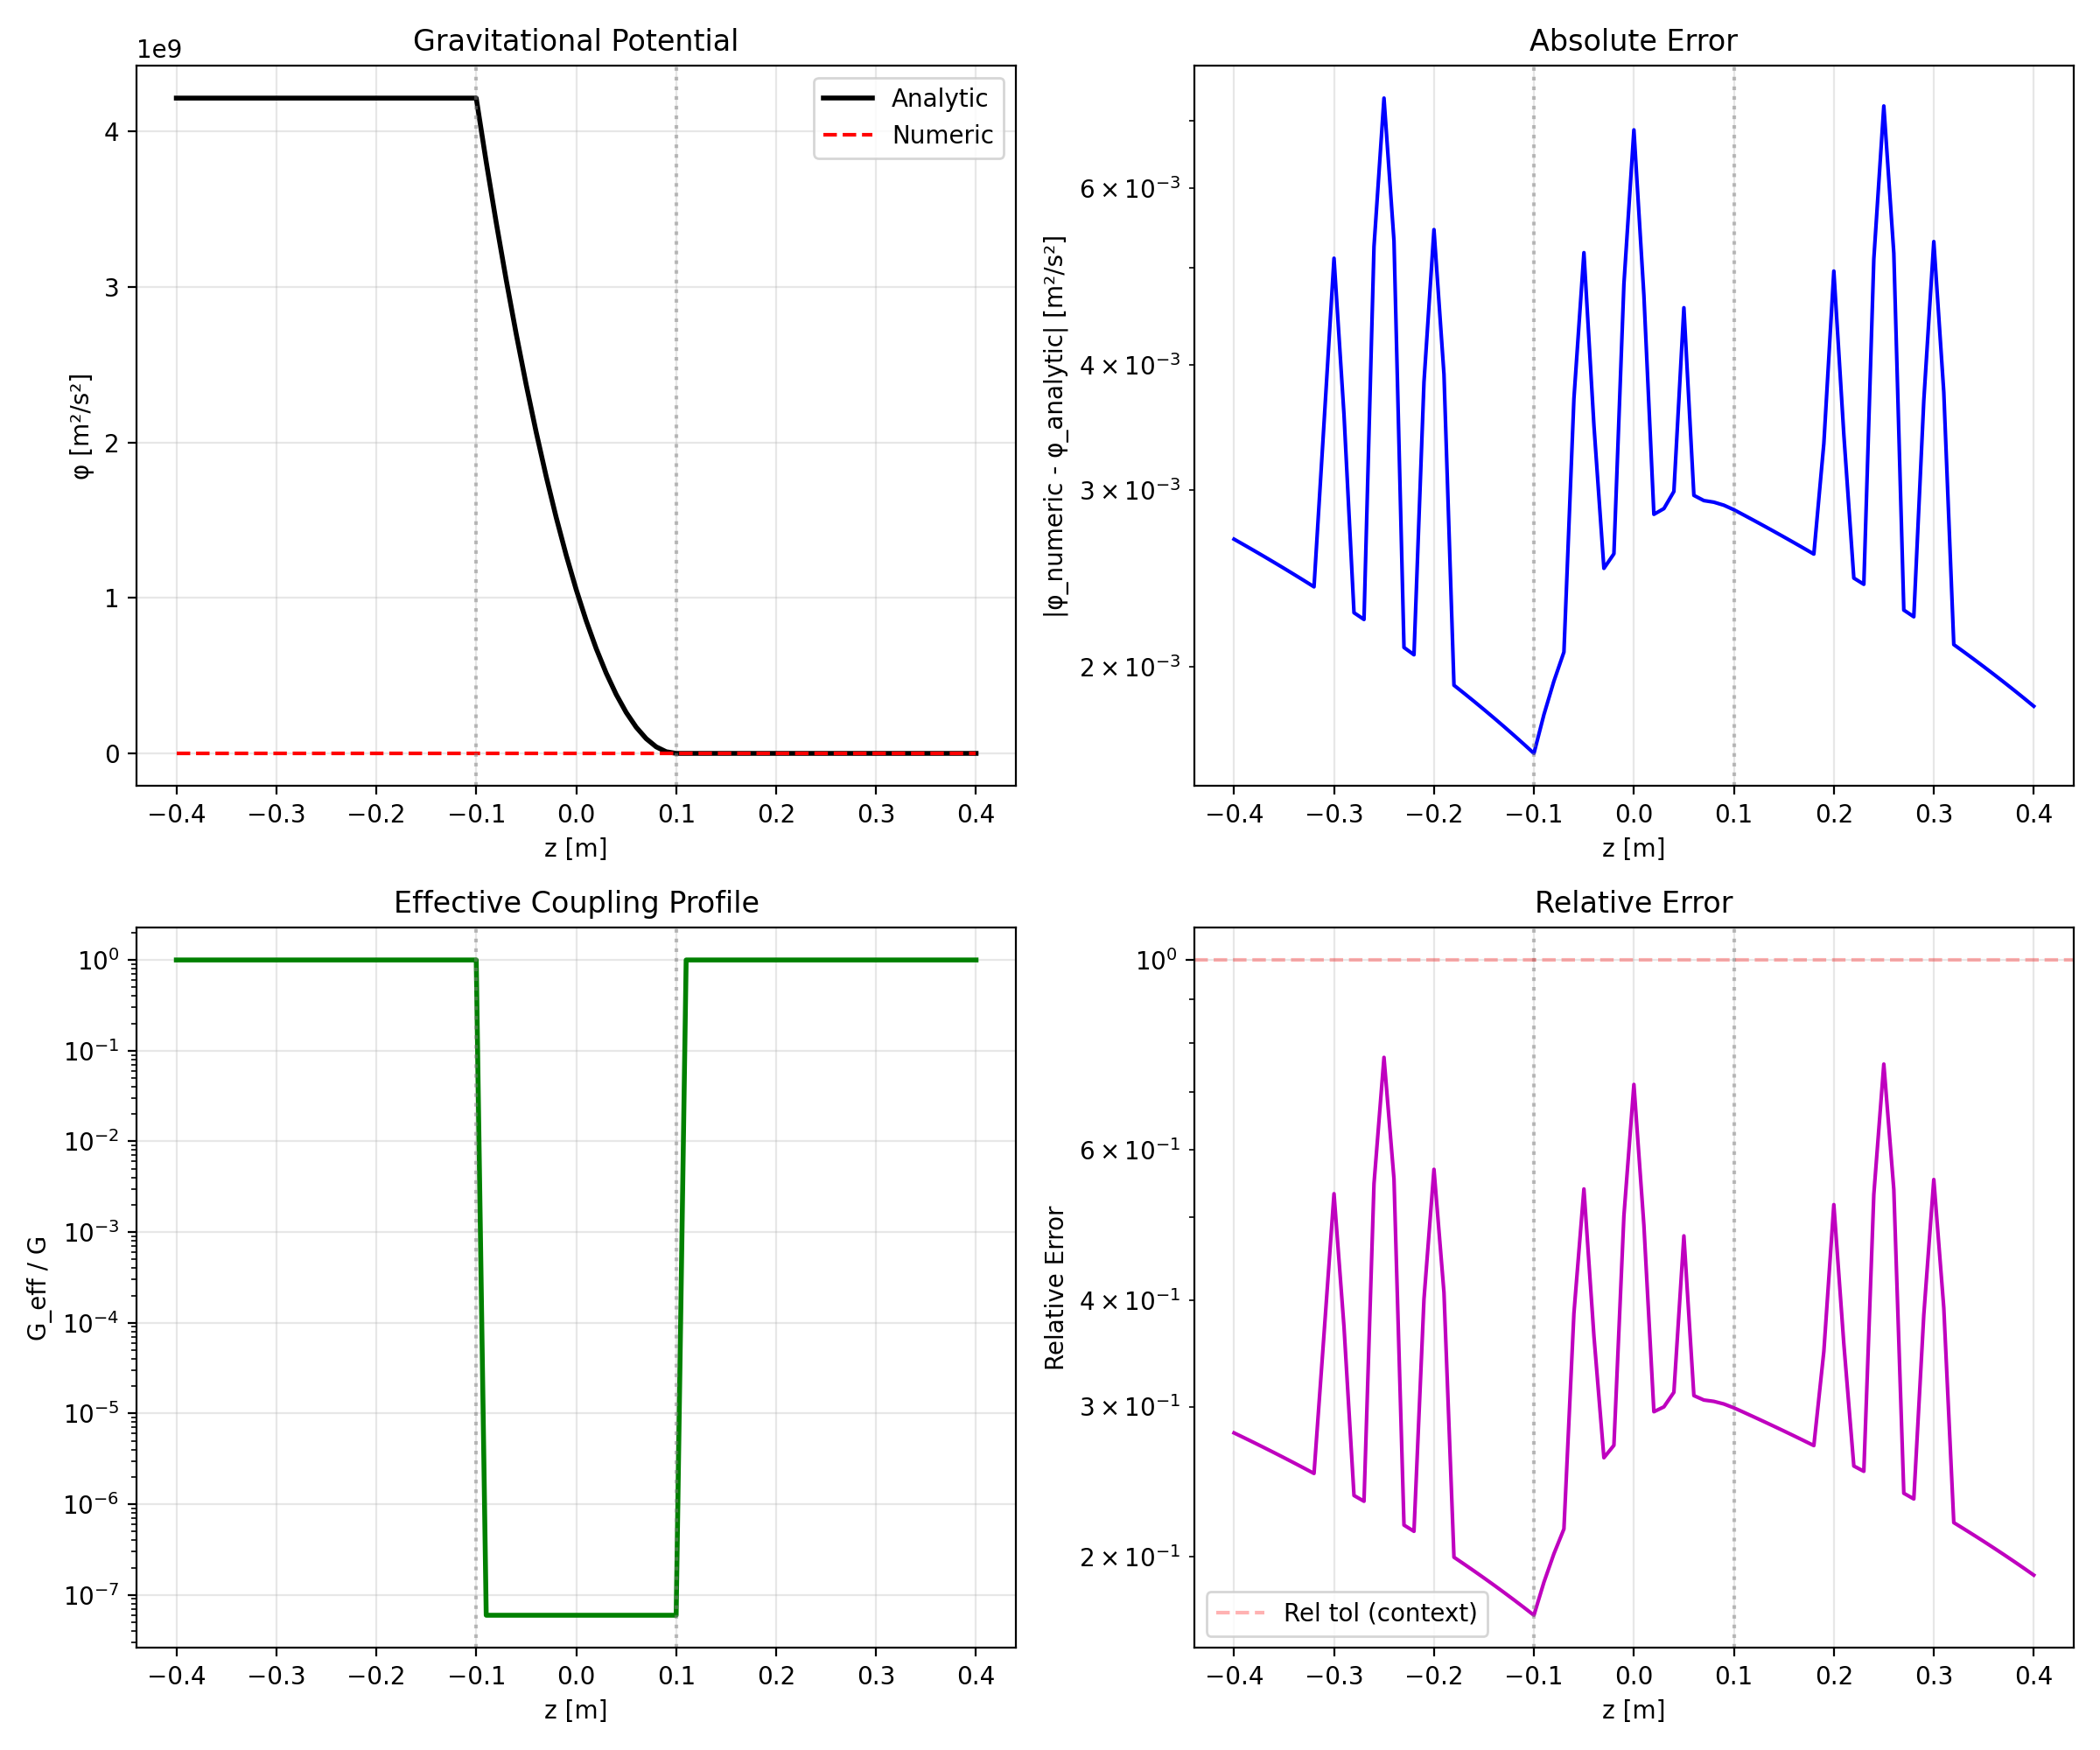 Gravitational Potential
1e9
4
3
2
1
0
φ [m²/s²]
Analytic
Numeric
−0.4 −0.3 −0.2 −0.1 0.0 0.1 0.2 0.3 0.4
z [m]
Absolute Error
6 × 10⁻³
4 × 10⁻³
3 × 10⁻³
2 × 10⁻³
|φ_numeric - φ_analytic| [m²/s²]
−0.4 −0.3 −0.2 −0.1 0.0 0.1 0.2 0.3 0.4
z [m]
Effective Coupling Profile
10⁰
10⁻¹
10⁻²
10⁻³
10⁻⁴
10⁻⁵
10⁻⁶
10⁻⁷
G_eff / G
−0.4 −0.3 −0.2 −0.1 0.0 0.1 0.2 0.3 0.4
z [m]
Relative Error
10⁰
6 × 10⁻¹
4 × 10⁻¹
3 × 10⁻¹
2 × 10⁻¹
Relative Error
Rel tol (context)
−0.4 −0.3 −0.2 −0.1 0.0 0.1 0.2 0.3 0.4
z [m]